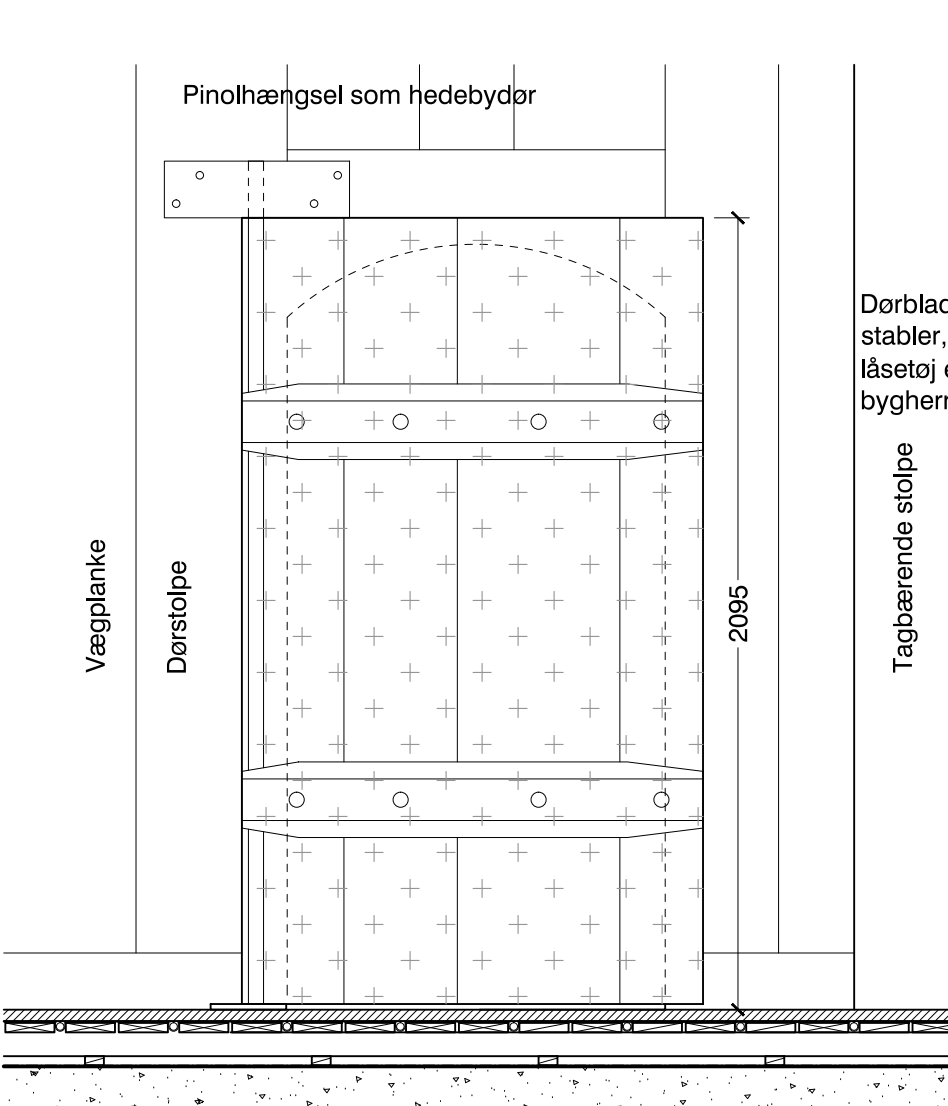 Pinolhængsel som hedebydør
stabler,
låsetøj
Vægplanke
Dørstolpe
2095
Tagbærende stolpe